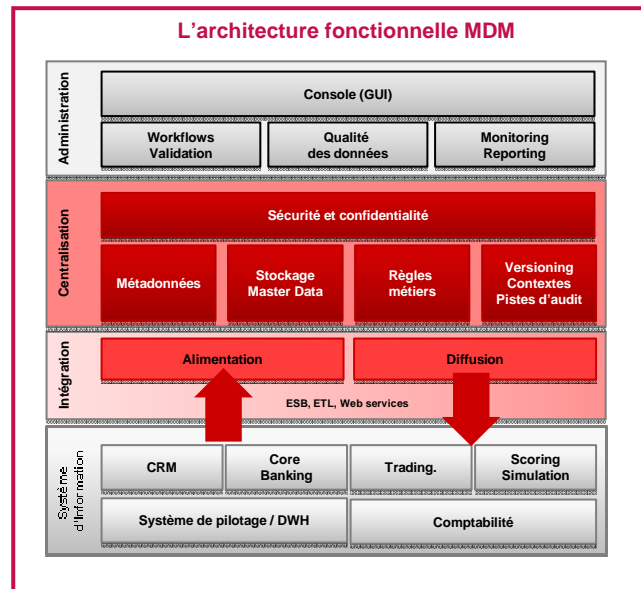 L'architecture fonctionnelle MDM
Administration
Console (GUI)
Workflows
Validation
Qualité
des données
Monitoring
Reporting
Centralisation
Sécurité et confidentialité
Métadonnées
Stockage
Master Data
Règles
métiers
Versioning
Contextes
Pistes d'audit
Intégration
Alimentation
Diffusion
ESB, ETL, Web services
Système
d'Information
CRM
Core
Banking
Trading.
Scoring
Simulation
Système de pilotage / DWH
Comptabilité